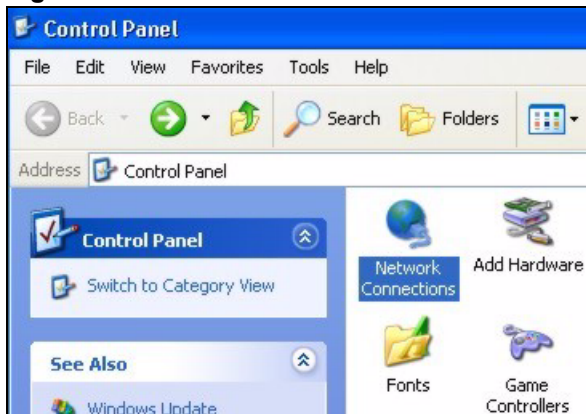 Control Panel
File Edit View Favorites Tools Help
Back Search Folders
Address Control Panel
Control Panel
Switch to Category View
See Also
Windows Update
Network Connections
Add Hardware
Fonts
Game Controllers